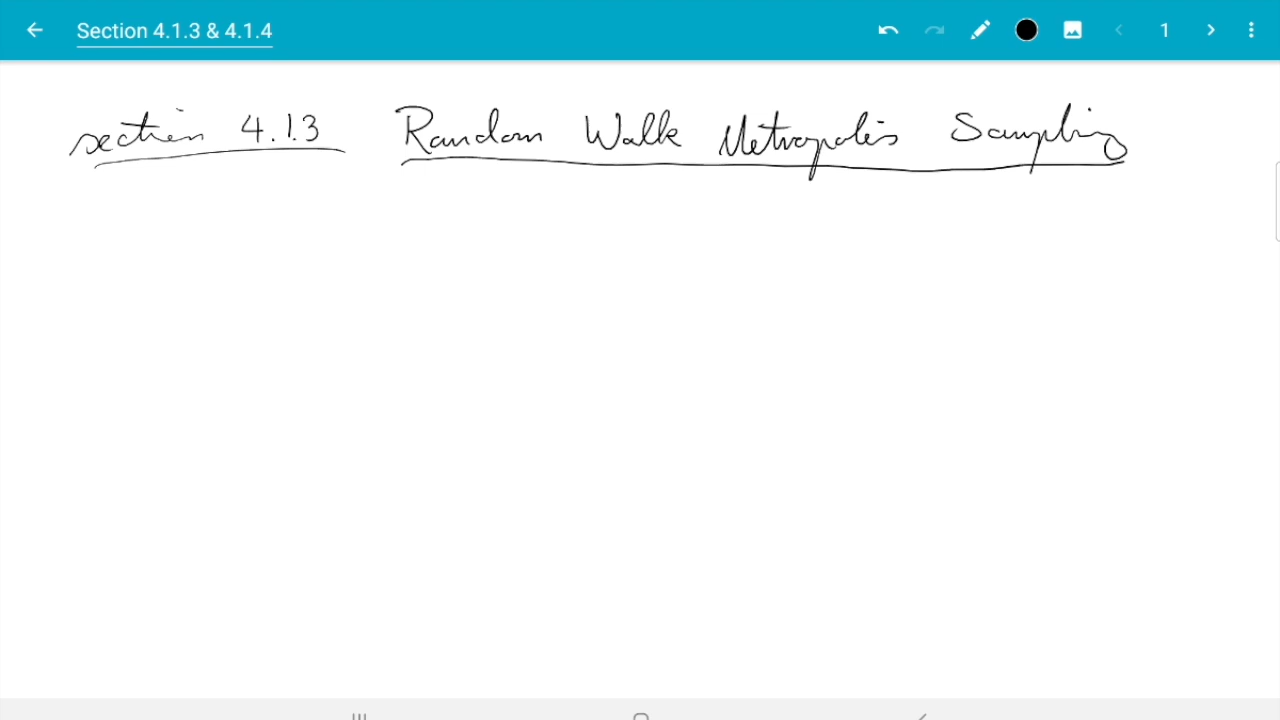 Section 4.1.3 & 4.1.4
1
section 4.1.3 Random Walk Metropolis Sampling